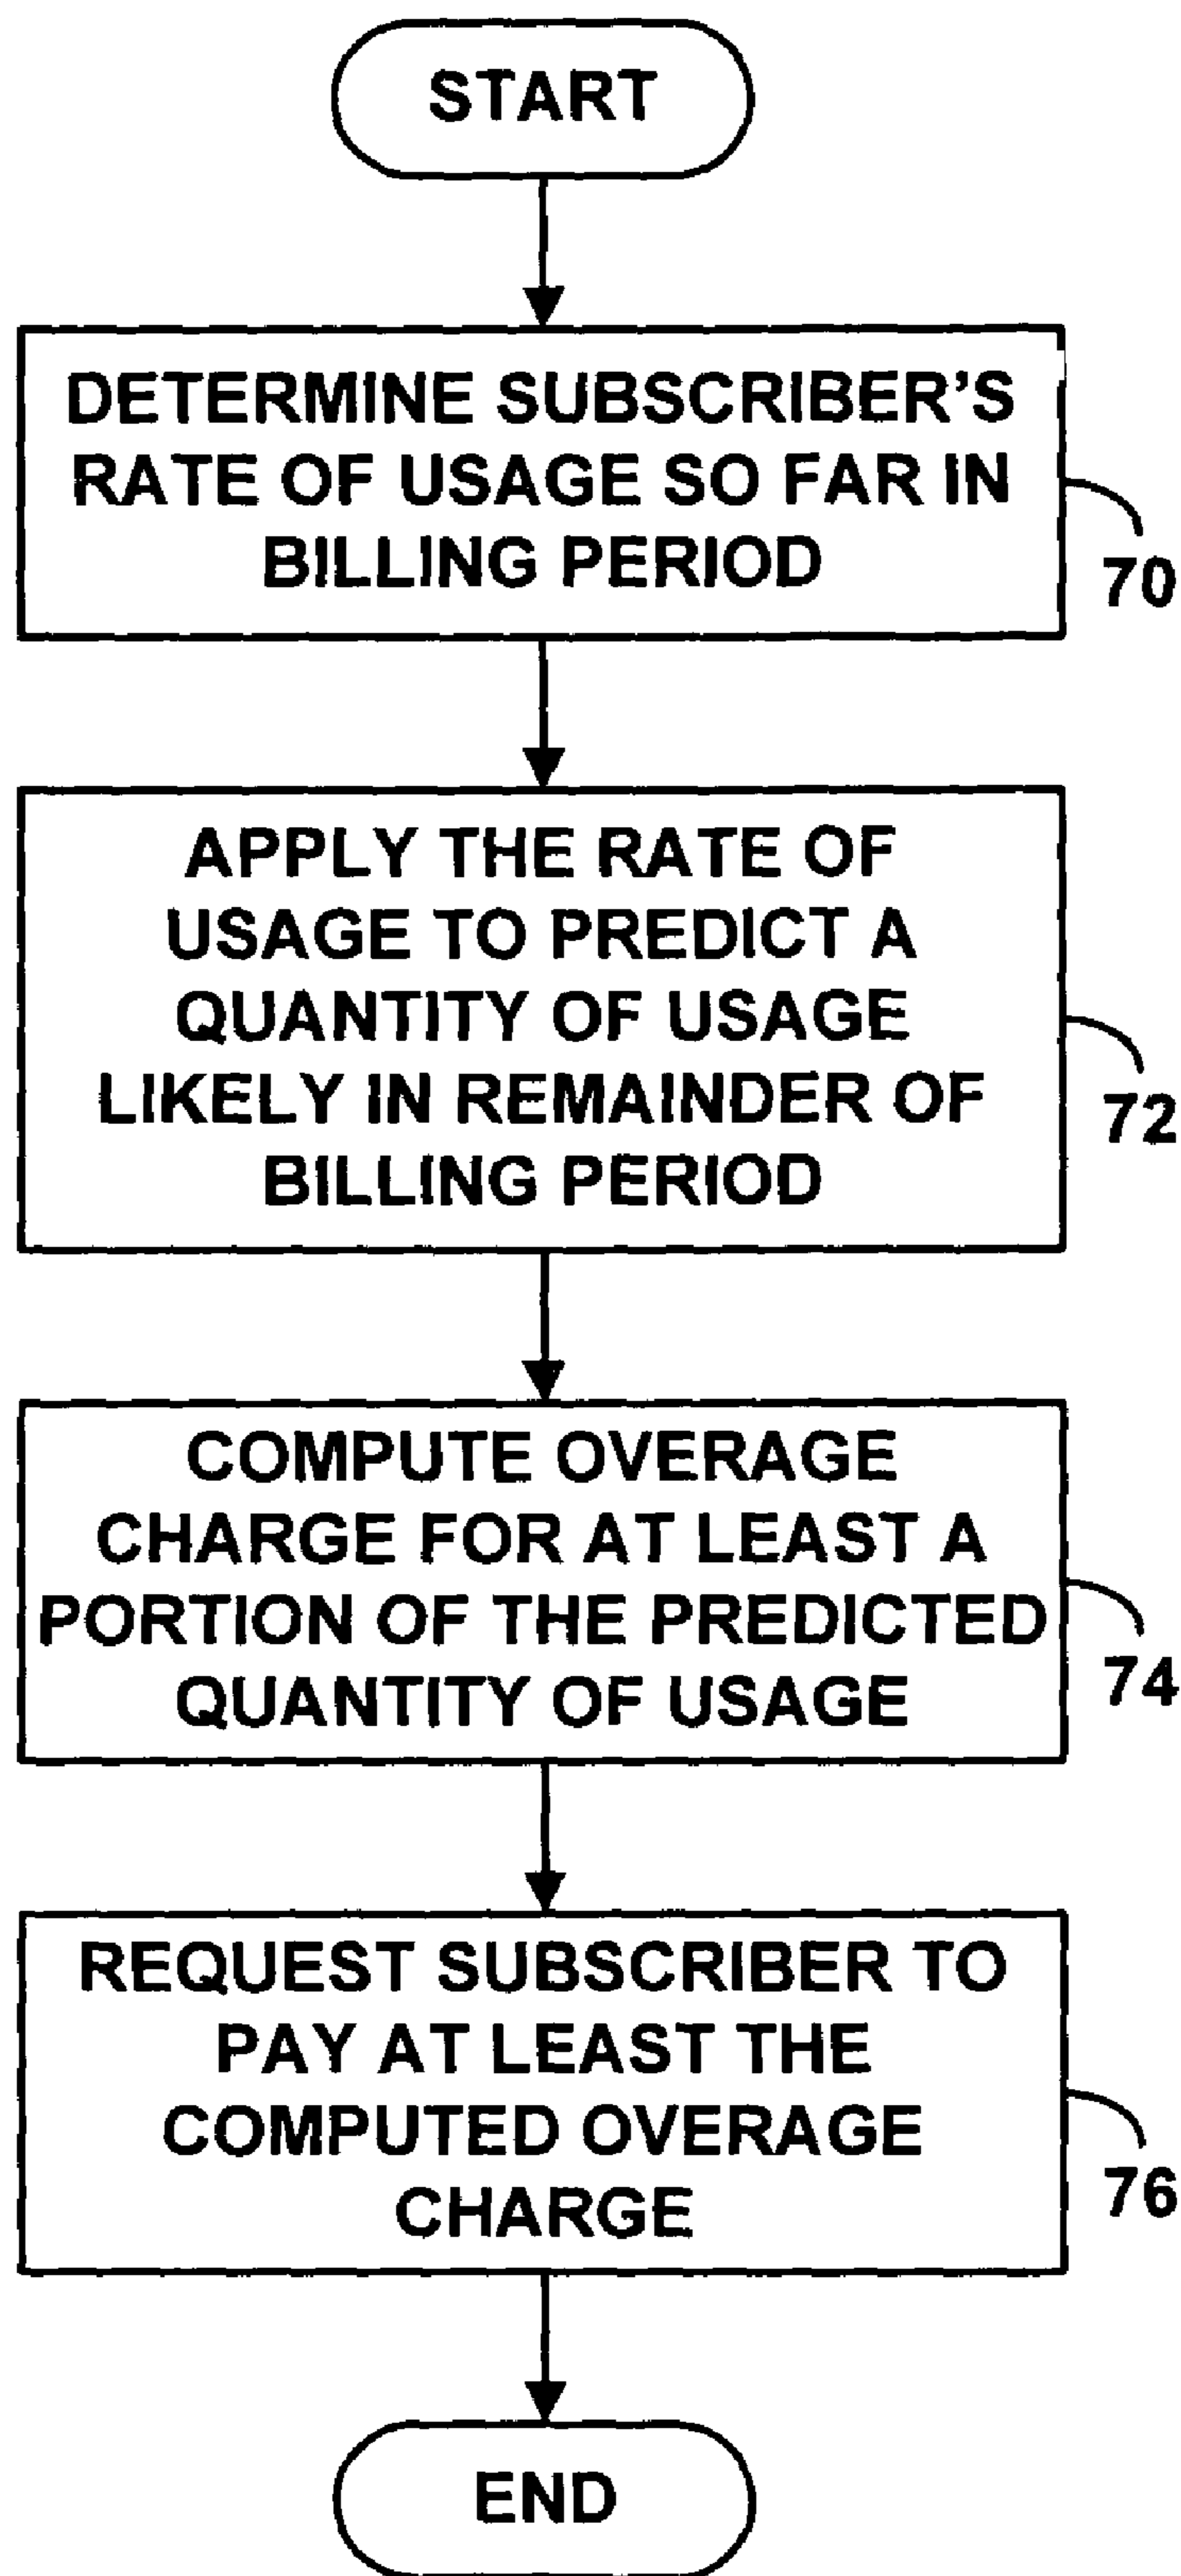 START
DETERMINE SUBSCRIBER'S
RATE OF USAGE SO FAR IN
BILLING PERIOD
70
APPLY THE RATE OF
USAGE TO PREDICT A
QUANTITY OF USAGE
LIKELY IN REMAINDER OF
BILLING PERIOD
72
COMPUTE OVERAGE
CHARGE FOR AT LEAST A
PORTION OF THE PREDICTED
QUANTITY OF USAGE
74
REQUEST SUBSCRIBER TO
PAY AT LEAST THE
COMPUTED OVERAGE
CHARGE
76
END